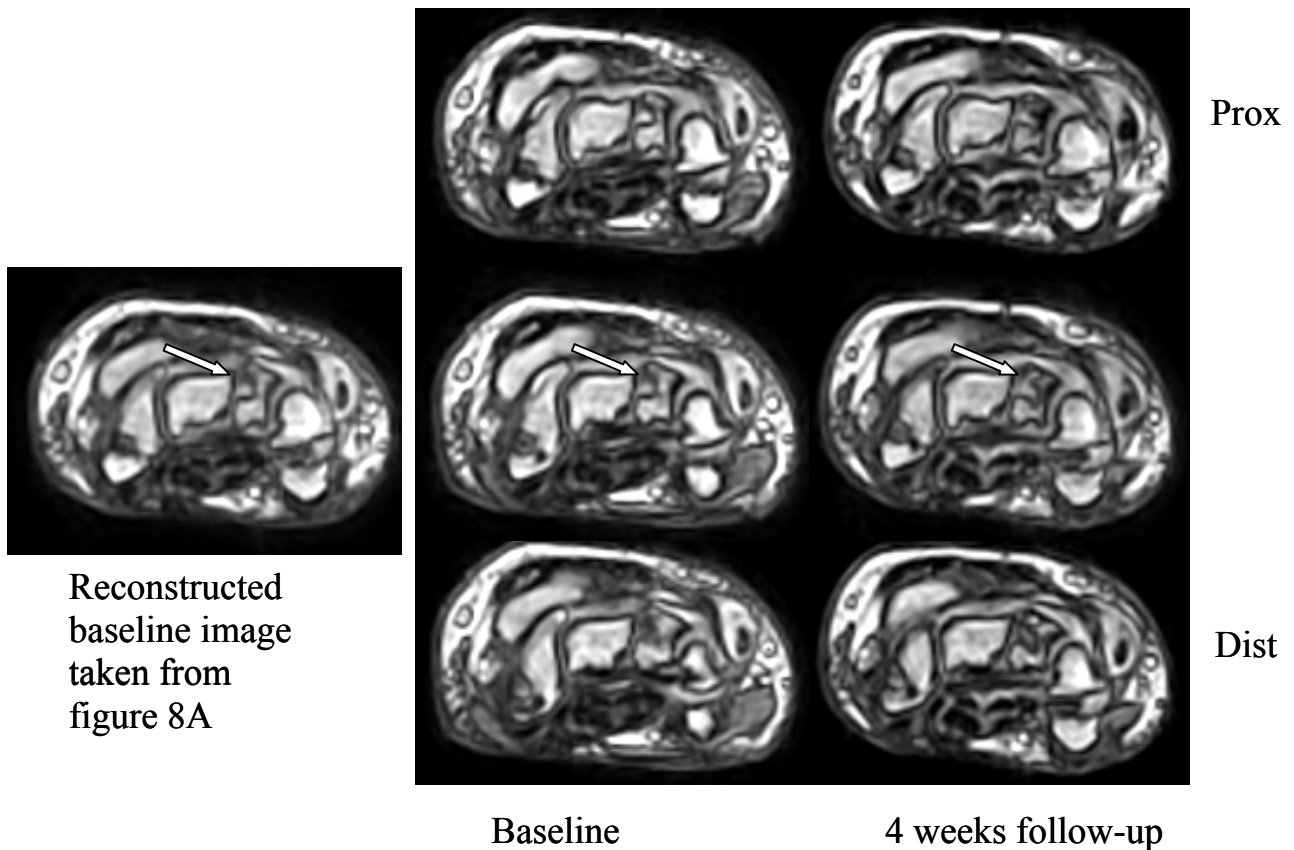 Prox
Reconstructed
baseline image
taken from
figure 8A
Dist
Baseline
4 weeks follow-up